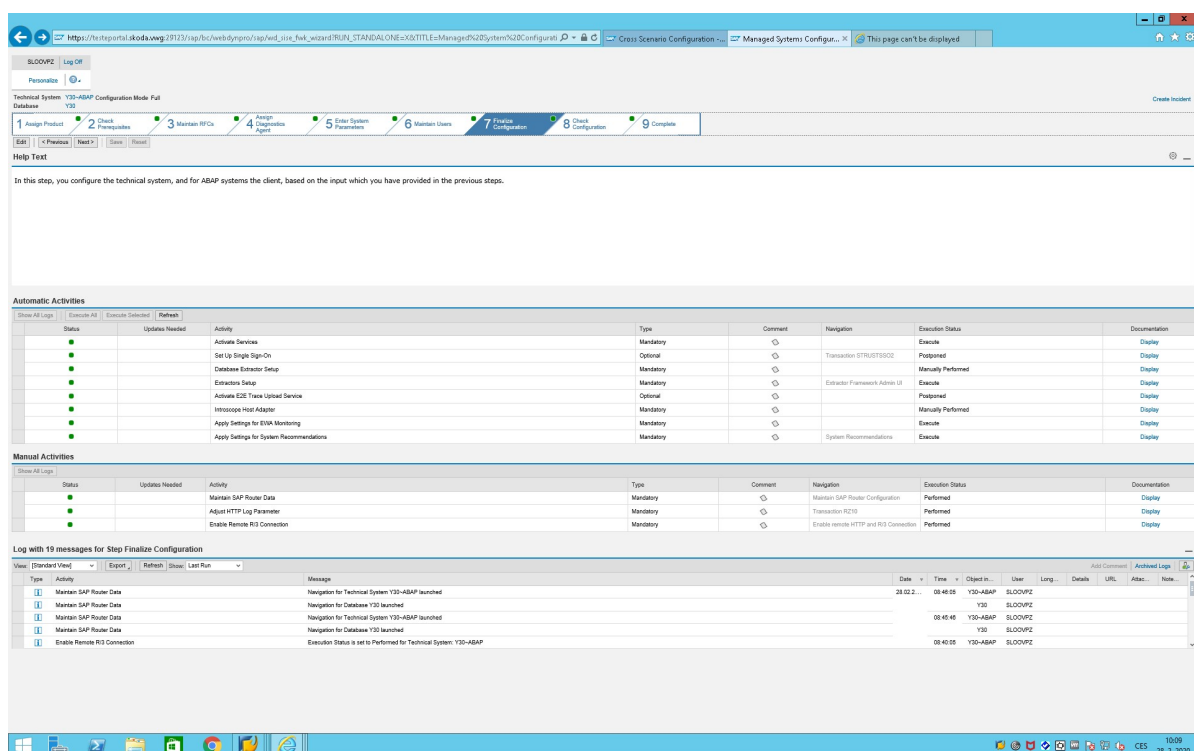 https://testeportal.skoda.vwg:29123/sap/bc/webdynpro/sap/wd_sise_fwk_wizard?RUN_STANDALONE=X&TITLE=Managed%20System%20Configurati
Cross Scenario Configuration -...
Managed Systems Configur...
This page can't be displayed
SLOOVPZ Log Off
Personalize
Technical System Y30~ABAP Configuration Mode Full
Database Y30
Create Incident
1 Assign Product
2 Check Prerequisites
3 Maintain RFCs
4 Assign Diagnostics Agent
5 Enter System Parameters
6 Maintain Users
7 Finalize Configuration
8 Check Configuration
9 Complete
Edit < Previous Next > Save Reset
Help Text
In this step, you configure the technical system, and for ABAP systems the client, based on the input which you have provided in the previous steps.
Automatic Activities
Show All Logs Execute All Execute Selected Refresh
Status Updates Needed Activity Type Comment Navigation Execution Status Documentation
Activate Services Mandatory Execute Display
Set Up Single Sign-On Optional Transaction STRUSTSSO2 Postponed Display
Database Extractor Setup Mandatory Manually Performed Display
Extractors Setup Mandatory Extractor Framework Admin UI Execute Display
Activate E2E Trace Upload Service Optional Postponed Display
Introscope Host Adapter Mandatory Manually Performed Display
Apply Settings for EWA Monitoring Mandatory Execute Display
Apply Settings for System Recommendations Mandatory System Recommendations Execute Display
Manual Activities
Show All Logs
Status Updates Needed Activity Type Comment Navigation Execution Status Documentation
Maintain SAP Router Data Mandatory Maintain SAP Router Configuration Performed Display
Adjust HTTP Log Parameter Mandatory Transaction RZ10 Performed Display
Enable Remote R/3 Connection Mandatory Enable remote HTTP and R/3 Connection Performed Display
Log with 19 messages for Step Finalize Configuration
View: [Standard View] Export Refresh Show: Last Run Add Comment Archived Logs
Type Activity Message Date Time Object in... User Long... Details URL Attac... Note...
Maintain SAP Router Data Navigation for Technical System Y30~ABAP launched 28.02.2... 08:46:05 Y30~ABAP SLOOVPZ
Maintain SAP Router Data Navigation for Database Y30 launched Y30 SLOOVPZ
Maintain SAP Router Data Navigation for Technical System Y30~ABAP launched Y30~ABAP SLOOVPZ
Maintain SAP Router Data Navigation for Database Y30 launched Y30 SLOOVPZ
Enable Remote R/3 Connection Execution Status is set to Performed for Technical System: Y30~ABAP 08:40:05 Y30~ABAP SLOOVPZ
CES
10:09
28. 2. 2020